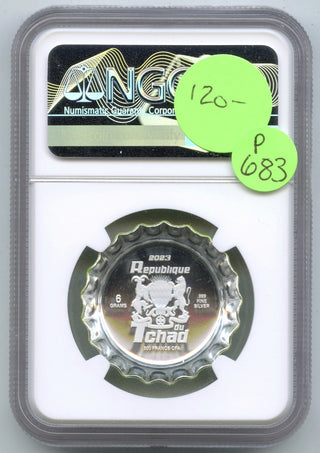 NGC
Numismatic Guaranty Corporation
120-
P
683
2023
Republique
6
GRAMS
.999
FINE
SILVER
du
Tchad
500 FRANCS CFA